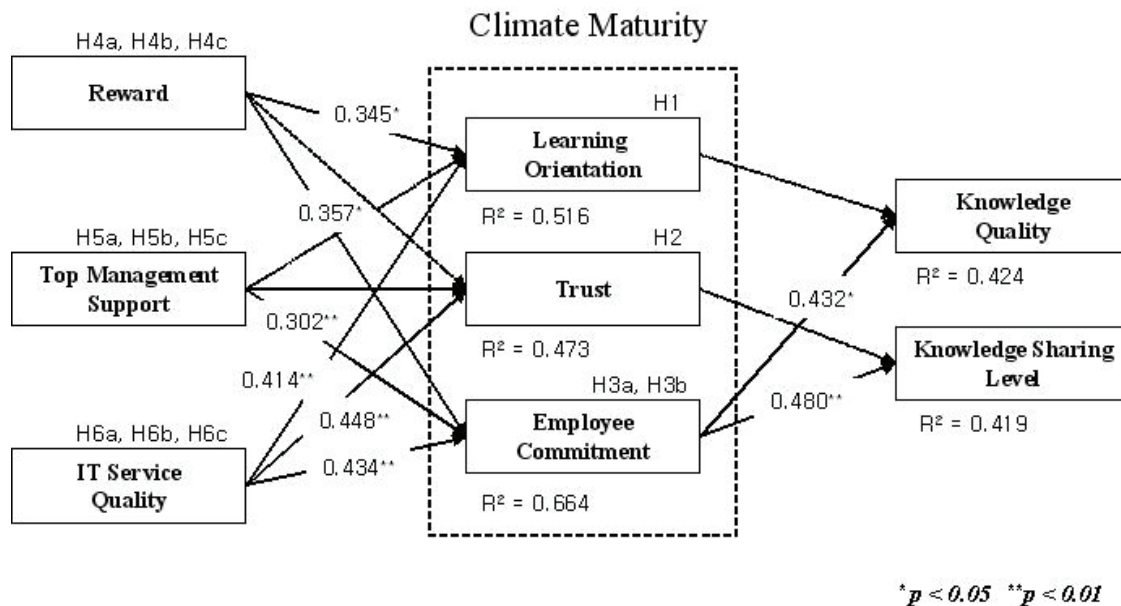 Climate Maturity
H4a, H4b, H4c
Reward
0.345*
0.357*
H5a, H5b, H5c
Top Management
Support
0.302**
0.414**
0.448**
0.434**
H6a, H6b, H6c
IT Service
Quality
H1
Learning
Orientation
R² = 0.516
H2
Trust
R² = 0.473
H3a, H3b
Employee
Commitment
R² = 0.664
0.432*
0.480**
Knowledge
Quality
R² = 0.424
Knowledge Sharing
Level
R² = 0.419
*p < 0.05 **p < 0.01